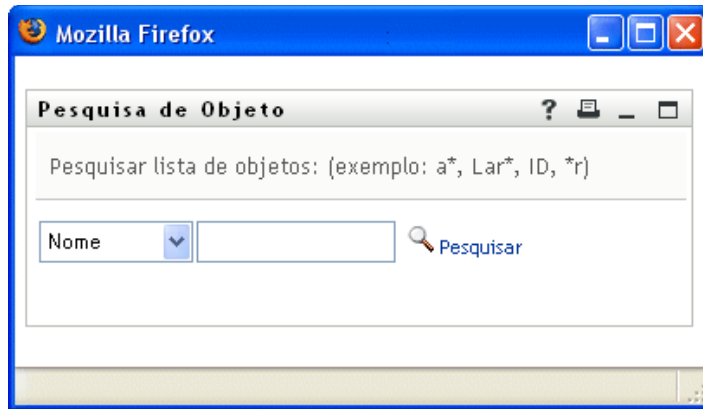 Mozilla Firefox
Pesquisa de Objeto
Pesquisar lista de objetos: (exemplo: a*, Lar*, ID, *r)
Nome Pesquisar